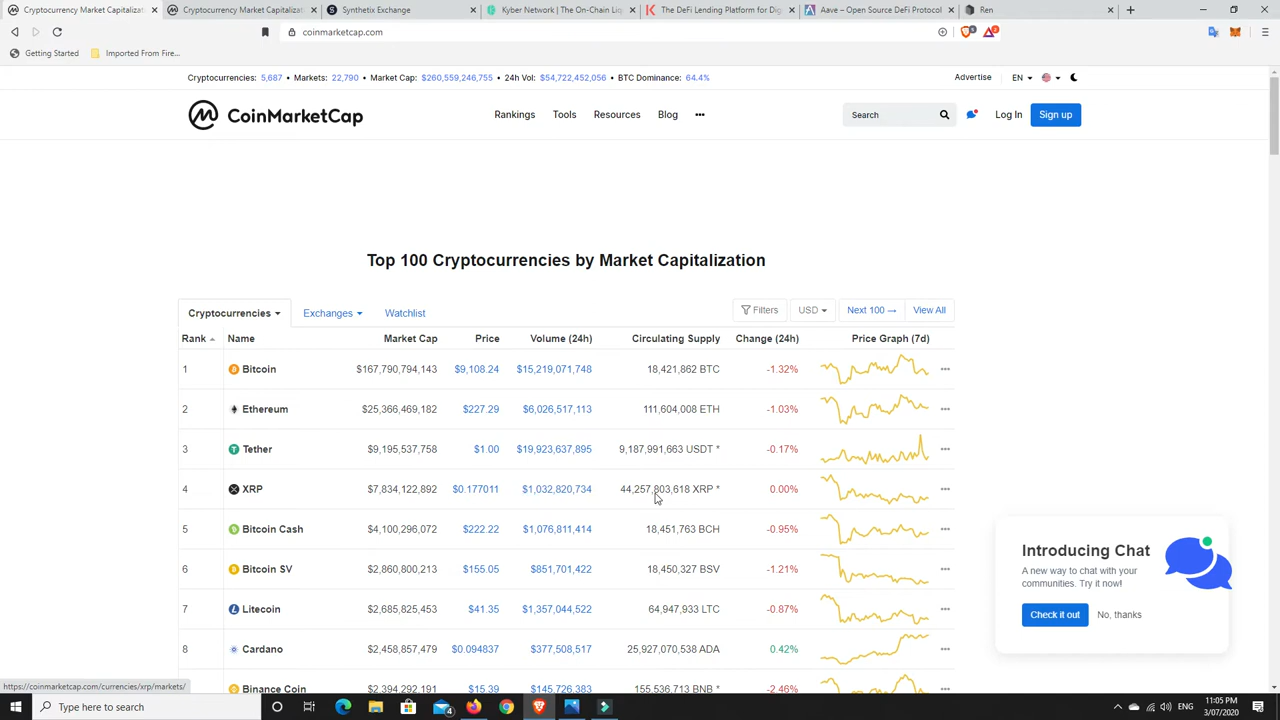 Cryptocurrency Market Capitaliz
Cryptocurrency Market Capitaliz
Synthetix Exchange
Kyber Network | The On-Chain Liq
The DeFi Lending Platform for Dig
Aave – Open Source DeFi Protocol
Ren
coinmarketcap.com
Getting Started
Imported From Fire...
Cryptocurrencies: 5,687 • Markets: 22,790 • Market Cap: $260,559,246,755 • 24h Vol: $54,722,452,056 • BTC Dominance: 64.4%
Advertise
EN
CoinMarketCap
Rankings
Tools
Resources
Blog
Search
Log In
Sign up
Top 100 Cryptocurrencies by Market Capitalization
Cryptocurrencies
Exchanges
Watchlist
Filters
USD
Next 100 →
View All
Rank Name Market Cap Price Volume (24h) Circulating Supply Change (24h) Price Graph (7d)
1 Bitcoin $167,790,794,143 $9,108.24 $15,219,071,748 18,421,862 BTC -1.32%
2 Ethereum $25,366,469,182 $227.29 $6,026,517,113 111,604,008 ETH -1.03%
3 Tether $9,195,537,758 $1.00 $19,923,637,895 9,187,991,663 USDT * -0.17%
4 XRP $7,834,122,892 $0.177011 $1,032,820,734 44,257,803,618 XRP * 0.00%
5 Bitcoin Cash $4,100,296,072 $222.22 $1,076,811,414 18,451,763 BCH -0.95%
6 Bitcoin SV $2,860,800,213 $155.05 $851,701,422 18,450,327 BSV -1.21%
7 Litecoin $2,685,825,453 $41.35 $1,357,044,522 64,947,933 LTC -0.87%
8 Cardano $2,458,857,479 $0.094837 $377,508,517 25,927,070,538 ADA 0.42%
9 Binance Coin $2,394,292,191 $15.39 $145,726,383 155,536,713 BNB * -2.46%
Introducing Chat
A new way to chat with your
communities. Try it now!
Check it out
No, thanks
https://coinmarketcap.com/currencies/xrp/markets/
Type here to search
ENG
11:05 PM
3/07/2020